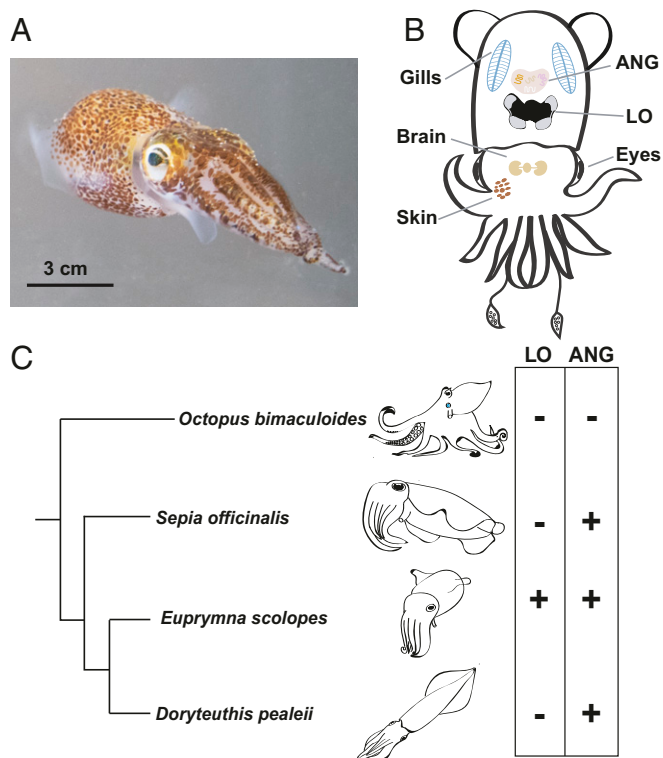 A
3 cm
B
Gills
ANG
LO
Brain
Eyes
Skin
C
LO ANG
Octopus bimaculoides - -
Sepia officinalis - +
Euprymna scolopes + +
Doryteuthis pealeii - +